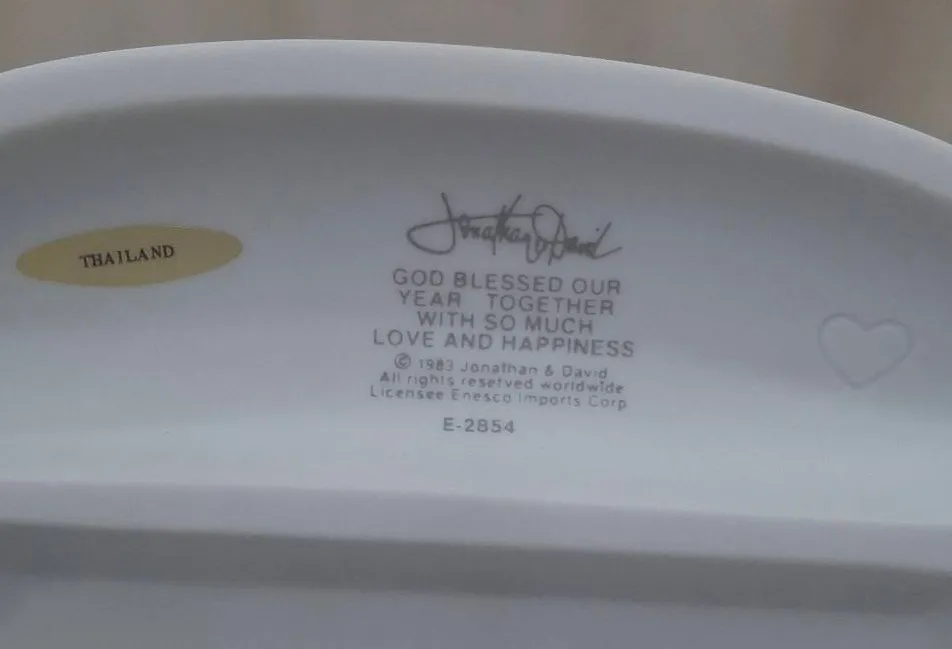 THAILAND
Jonathan & David
GOD BLESSED OUR
YEAR TOGETHER
WITH SO MUCH
LOVE AND HAPPINESS
© 1983 Jonathan & David
All rights reserved worldwide
Licensee Enesco Imports Corp
E-2854